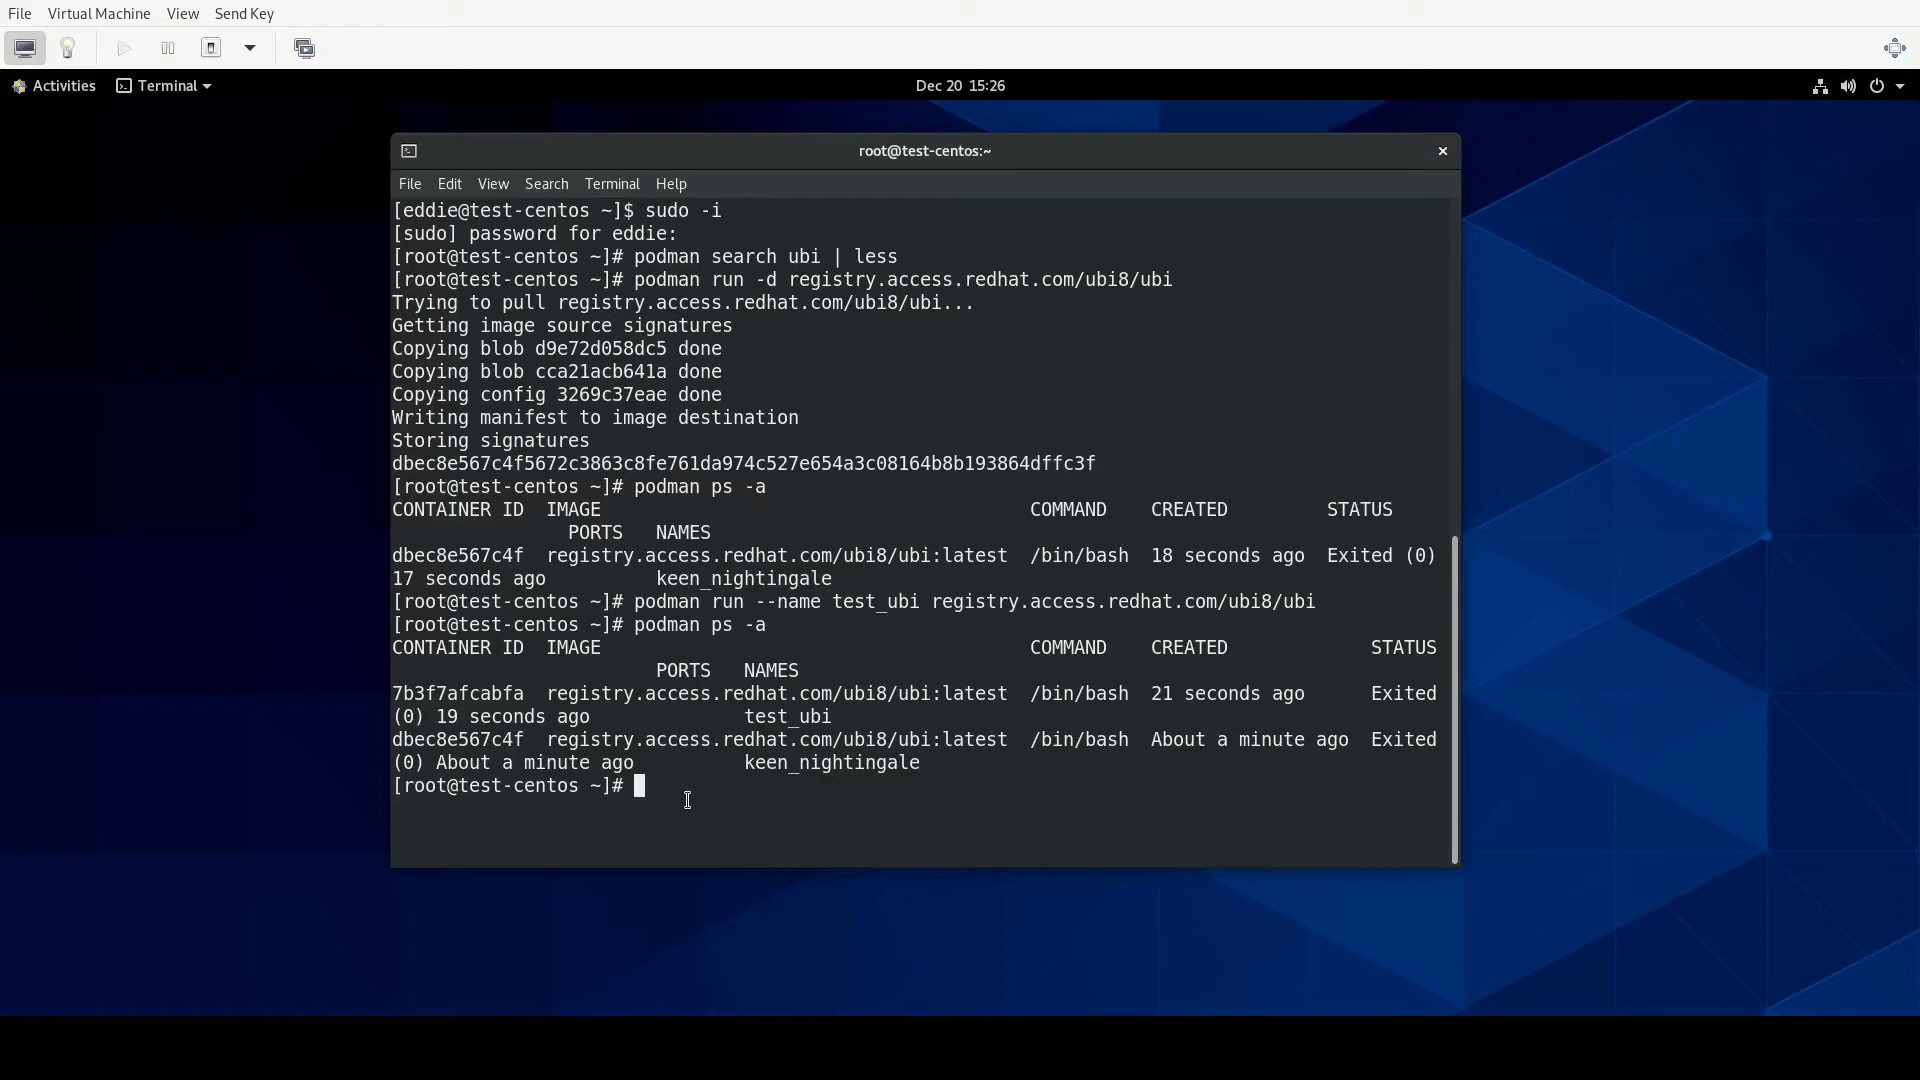 File Virtual Machine View Send Key
Activities Terminal Dec 20 15:26
root@test-centos:~
File Edit View Search Terminal Help
[eddie@test-centos ~]$ sudo -i
[sudo] password for eddie:
[root@test-centos ~]# podman search ubi | less
[root@test-centos ~]# podman run -d registry.access.redhat.com/ubi8/ubi
Trying to pull registry.access.redhat.com/ubi8/ubi...
Getting image source signatures
Copying blob d9e72d058dc5 done
Copying blob cca21acb641a done
Copying config 3269c37eae done
Writing manifest to image destination
Storing signatures
dbec8e567c4f5672c3863c8fe761da974c527e654a3c08164b8b193864dffc3f
[root@test-centos ~]# podman ps -a
CONTAINER ID  IMAGE                                       COMMAND    CREATED         STATUS
                PORTS   NAMES
dbec8e567c4f  registry.access.redhat.com/ubi8/ubi:latest  /bin/bash  18 seconds ago  Exited (0)
17 seconds ago          keen_nightingale
[root@test-centos ~]# podman run --name test_ubi registry.access.redhat.com/ubi8/ubi
[root@test-centos ~]# podman ps -a
CONTAINER ID  IMAGE                                       COMMAND    CREATED             STATUS
                        PORTS   NAMES
7b3f7afcabfa  registry.access.redhat.com/ubi8/ubi:latest  /bin/bash  21 seconds ago      Exited
(0) 19 seconds ago              test_ubi
dbec8e567c4f  registry.access.redhat.com/ubi8/ubi:latest  /bin/bash  About a minute ago  Exited
(0) About a minute ago          keen_nightingale
[root@test-centos ~]#